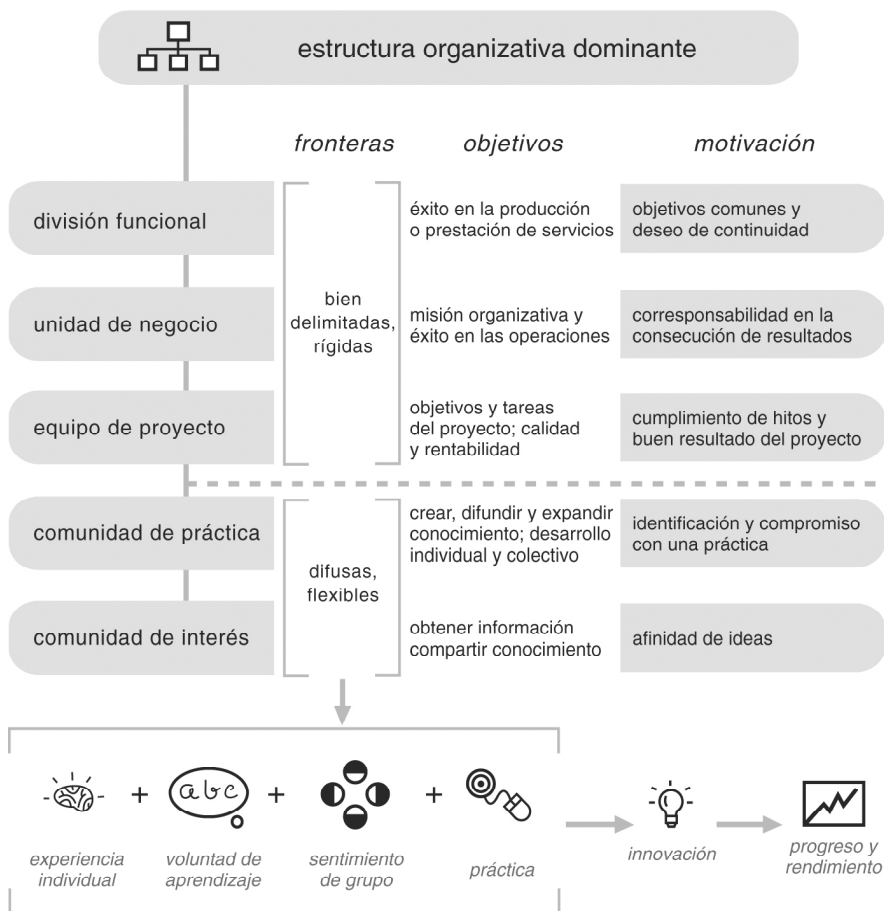 estructura organizativa dominante
fronteras objetivos motivación
división funcional
bien
delimitadas,
rígidas
éxito en la producción
o prestación de servicios
objetivos comunes y
deseo de continuidad
unidad de negocio
misión organizativa y
éxito en las operaciones
corresponsabilidad en la
consecución de resultados
equipo de proyecto
objetivos y tareas
del proyecto; calidad
y rentabilidad
cumplimiento de hitos y
buen resultado del proyecto
comunidad de práctica
difusas,
flexibles
crear, difundir y expandir
conocimiento; desarrollo
individual y colectivo
identificación y compromiso
con una práctica
comunidad de interés
obtener información
compartir conocimiento
afinidad de ideas
+ abc + +
experiencia
individual
voluntad de
aprendizaje
sentimiento
de grupo
práctica
innovación
progreso y
rendimiento